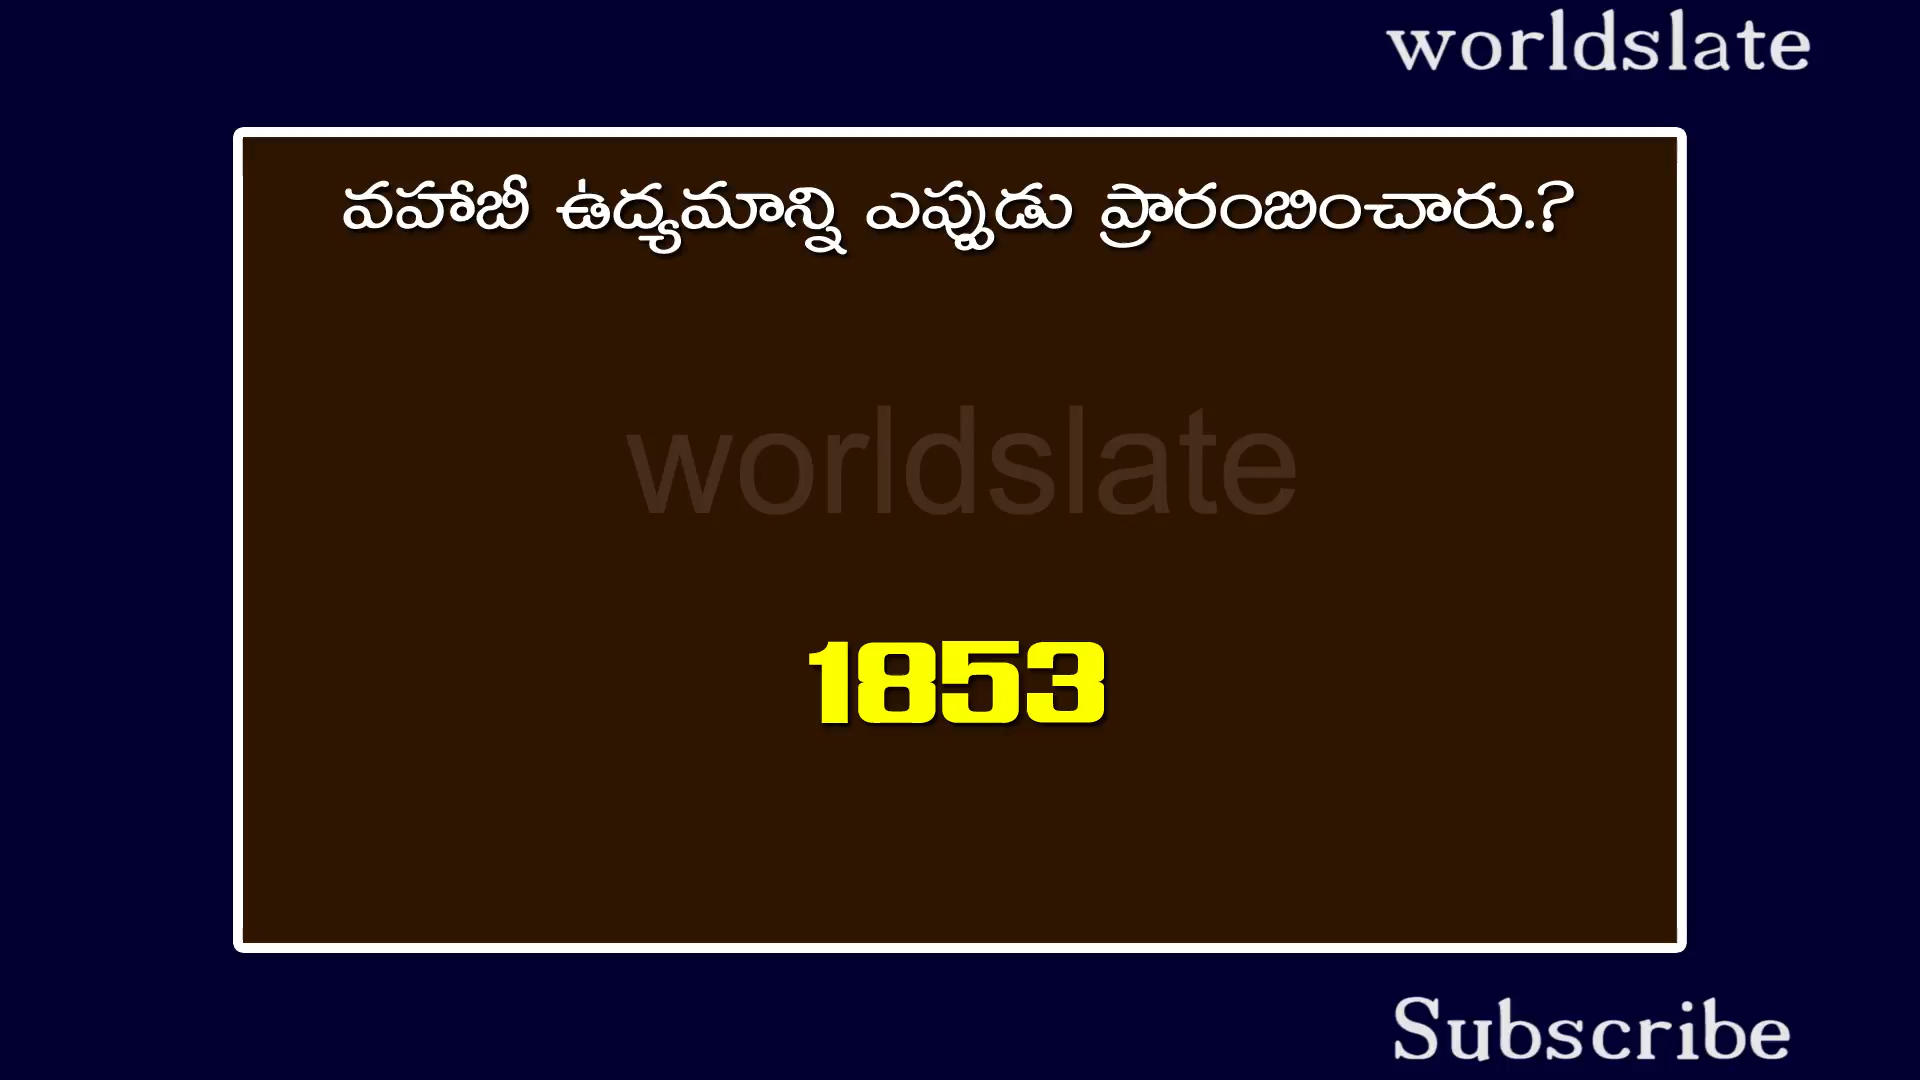 worldslate
వహాబీ ఉద్యమాన్ని ఎప్పుడు ప్రారంబించారు.?
worldslate
1853
Subscribe